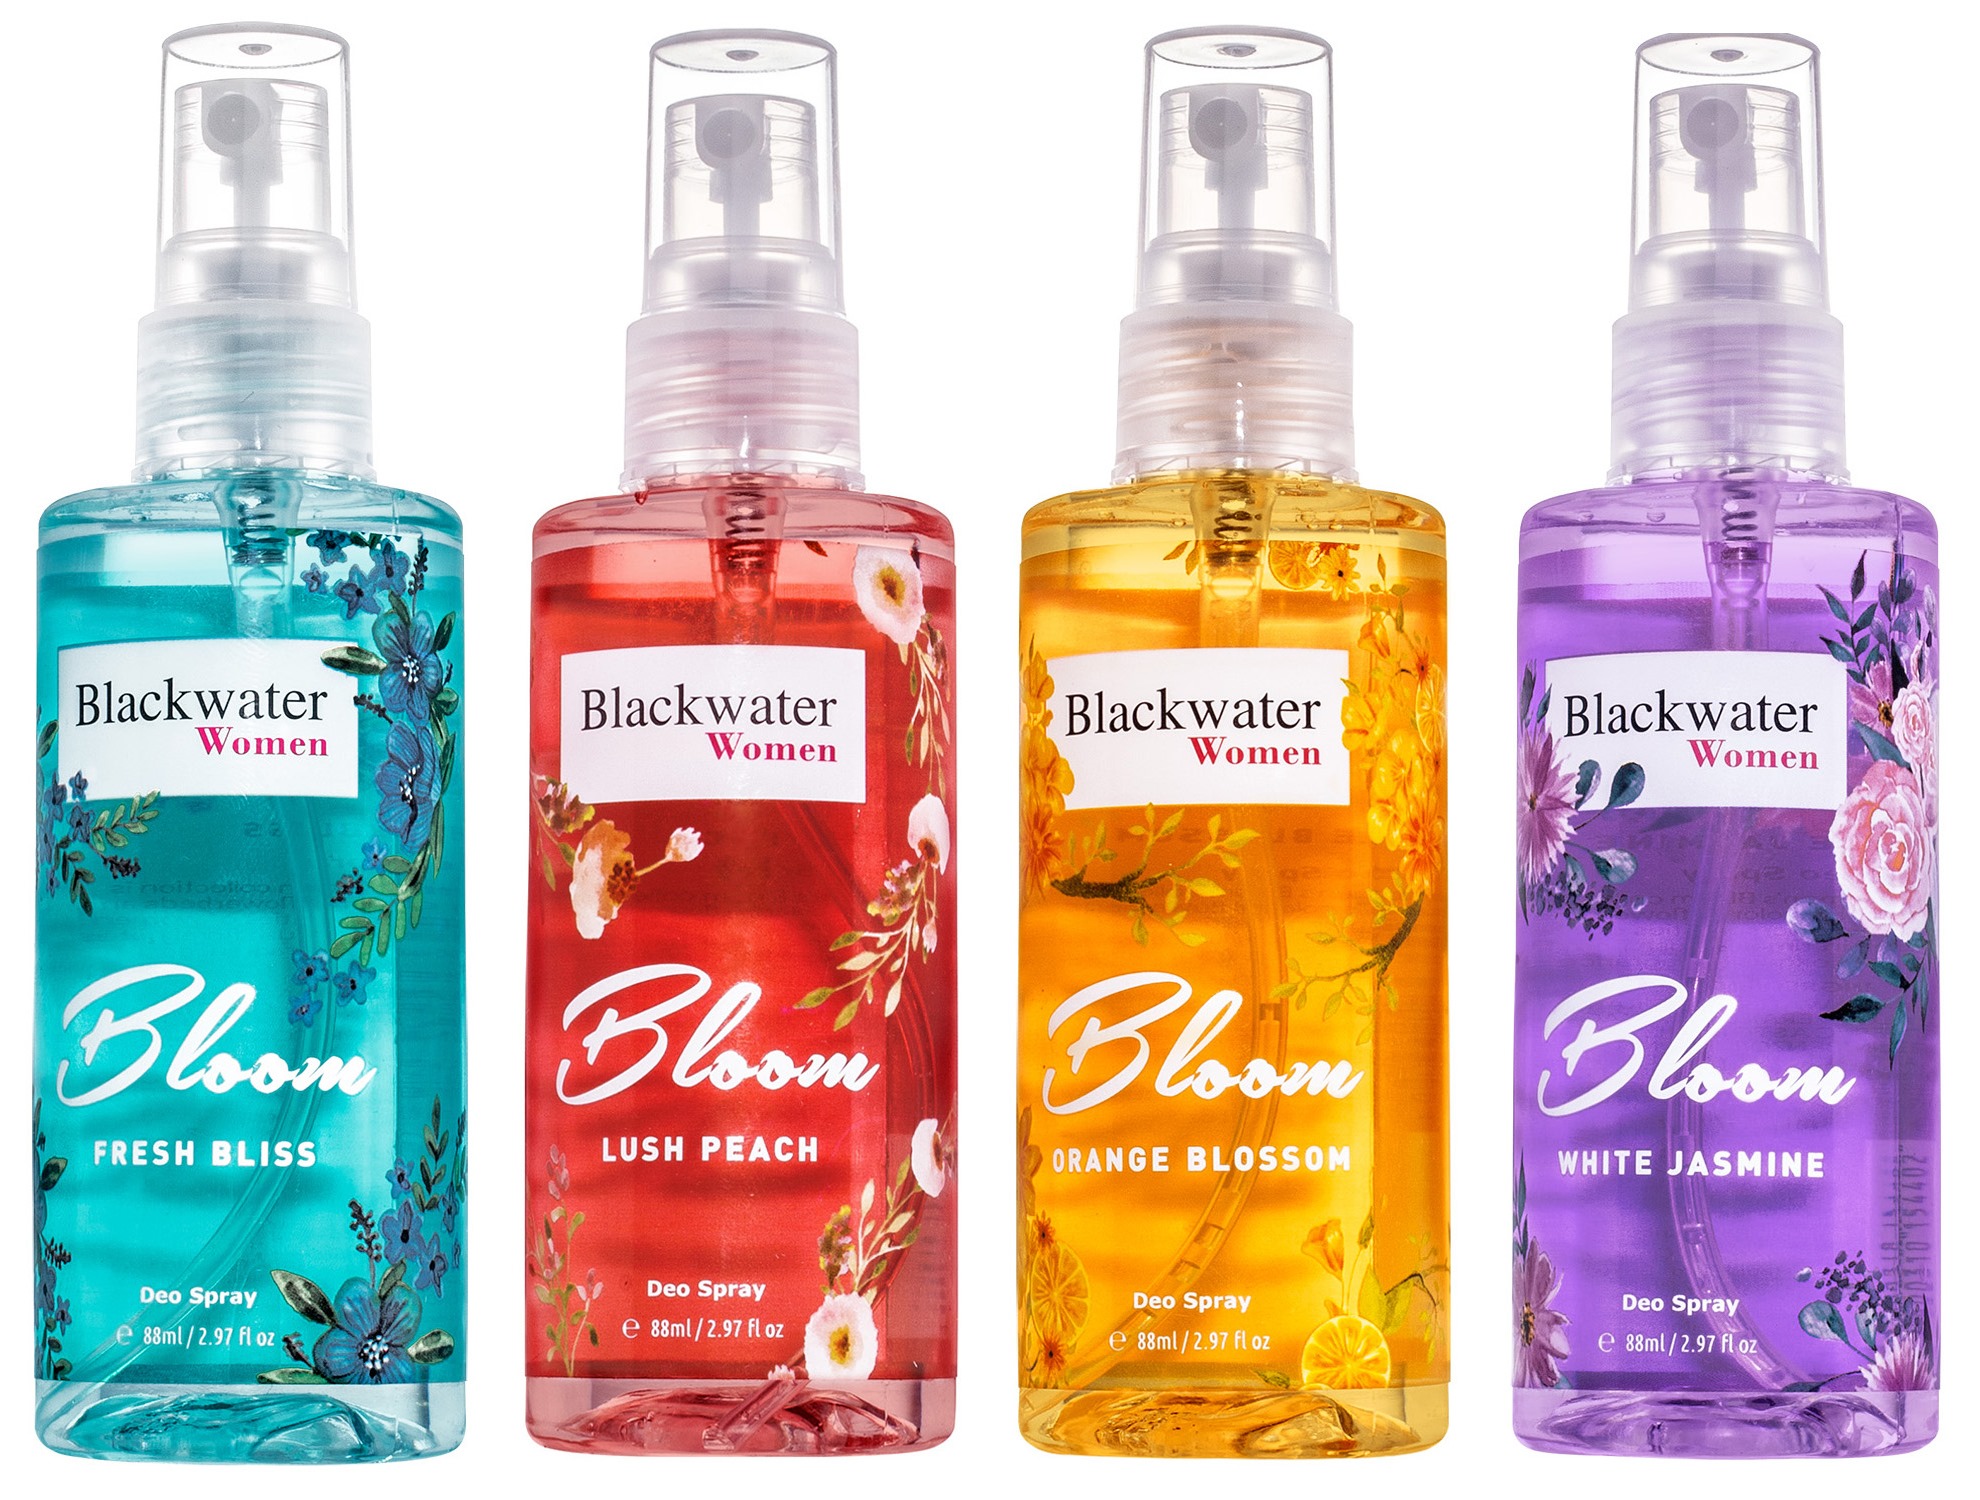 Blackwater
Women
Bloom
FRESH BLISS
Deo Spray
e 88ml / 2.97 fl oz
Blackwater
Women
Bloom
LUSH PEACH
Deo Spray
e 88ml / 2.97 fl oz
Blackwater
Women
Bloom
ORANGE BLOSSOM
Deo Spray
e 88ml / 2.97 fl oz
Blackwater
Women
Bloom
WHITE JASMINE
Deo Spray
e 88ml / 2.97 fl oz